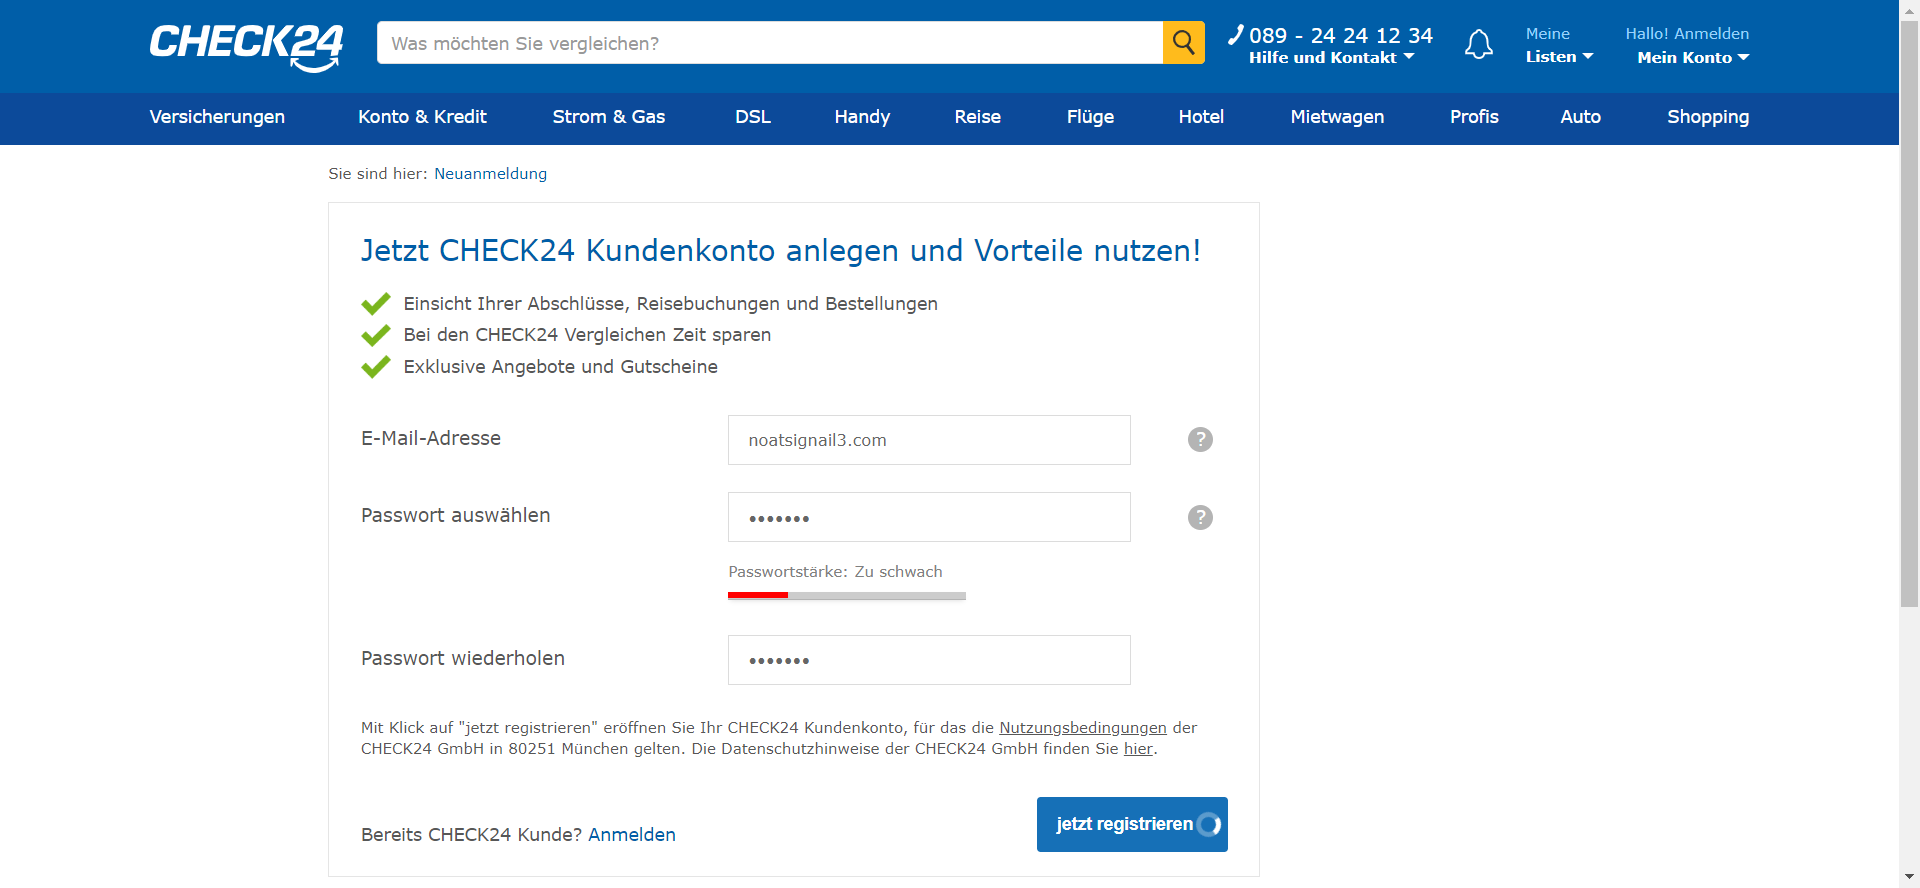 CHECK24
Was möchten Sie vergleichen?
089 - 24 24 12 34
Hilfe und Kontakt
Meine
Listen
Hallo! Anmelden
Mein Konto
Versicherungen Konto & Kredit Strom & Gas DSL Handy Reise Flüge Hotel Mietwagen Profis Auto Shopping
Sie sind hier: Neuanmeldung
Jetzt CHECK24 Kundenkonto anlegen und Vorteile nutzen!
Einsicht Ihrer Abschlüsse, Reisebuchungen und Bestellungen
Bei den CHECK24 Vergleichen Zeit sparen
Exklusive Angebote und Gutscheine
E-Mail-Adresse noatsignail3.com ?
Passwort auswählen ••••••• ?
Passwortstärke: Zu schwach
Passwort wiederholen •••••••
Mit Klick auf "jetzt registrieren" eröffnen Sie Ihr CHECK24 Kundenkonto, für das die Nutzungsbedingungen der
CHECK24 GmbH in 80251 München gelten. Die Datenschutzhinweise der CHECK24 GmbH finden Sie hier.
Bereits CHECK24 Kunde? Anmelden
jetzt registrieren